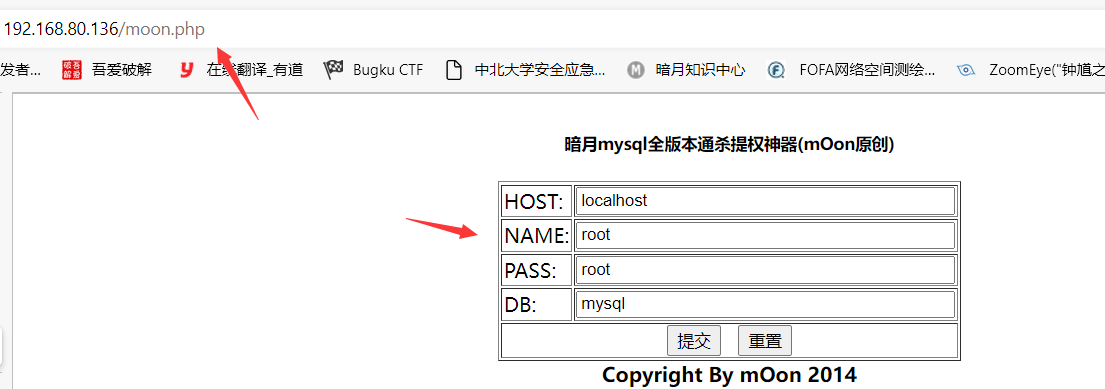 192.168.80.136/moon.php
发者... 吾爱破解 在线翻译_有道 Bugku CTF 中北大学安全应急... 暗月知识中心 FOFA网络空间测绘... ZoomEye("钟馗之
暗月mysql全版本通杀提权神器(mOon原创)
HOST: localhost
NAME: root
PASS: root
DB: mysql
提交 重置
Copyright By mOon 2014